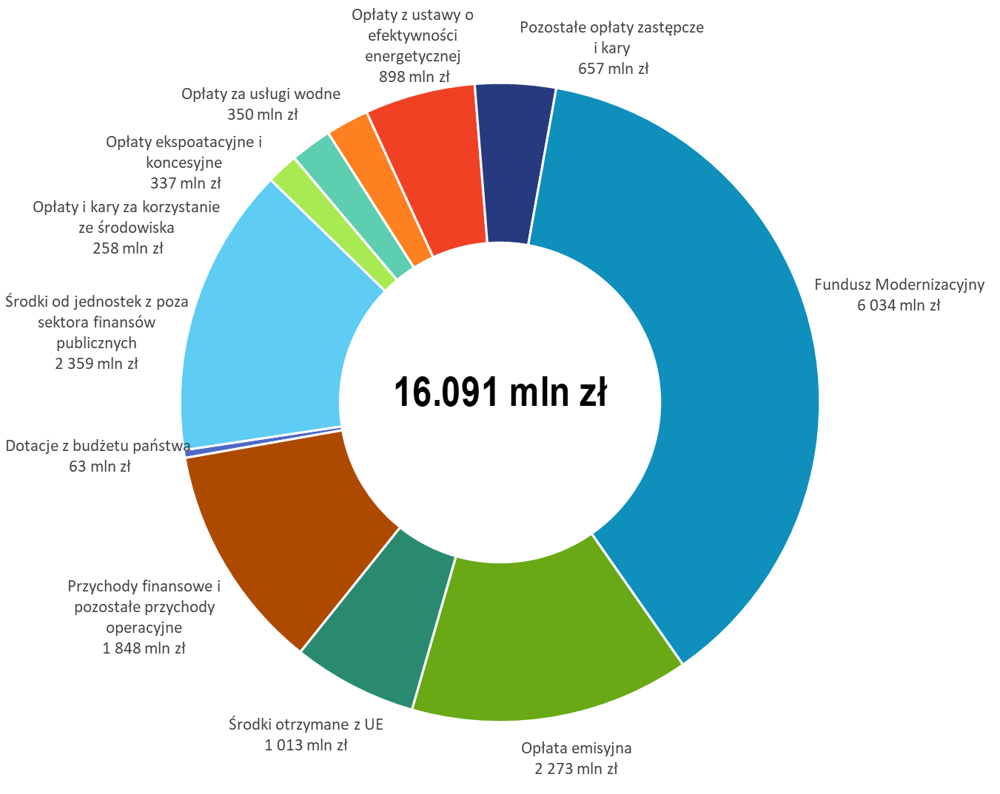 Opłaty z ustawy o
efektywności
energetycznej
898 mln zł
Pozostałe opłaty zastępcze
i kary
657 mln zł
Opłaty za usługi wodne
350 mln zł
Opłaty ekspoatacyjne i
koncesyjne
337 mln zł
Opłaty i kary za korzystanie
ze środowiska
258 mln zł
Fundusz Modernizacyjny
6 034 mln zł
Środki od jednostek z poza
sektora finansów
publicznych
2 359 mln zł
16.091 mln zł
Dotacje z budżetu państwa
63 mln zł
Przychody finansowe i
pozostałe przychody
operacyjne
1 848 mln zł
Środki otrzymane z UE
1 013 mln zł
Opłata emisyjna
2 273 mln zł